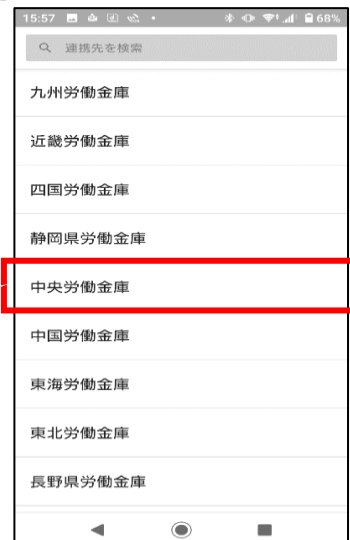 15:57
68%
連携先を検索
九州労働金庫
近畿労働金庫
四国労働金庫
静岡県労働金庫
中央労働金庫
中国労働金庫
東海労働金庫
東北労働金庫
長野県労働金庫